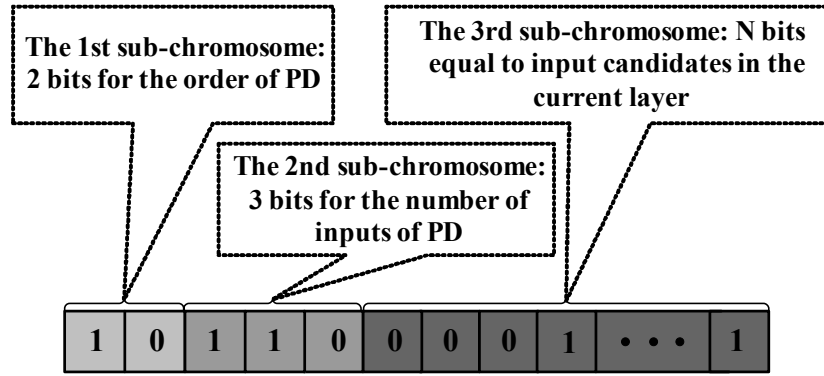 The 1st sub-chromosome:
2 bits for the order of PD
The 3rd sub-chromosome: N bits
equal to input candidates in the
current layer
The 2nd sub-chromosome:
3 bits for the number of
inputs of PD
1 0 1 1 0 0 0 0 1 • • • 1